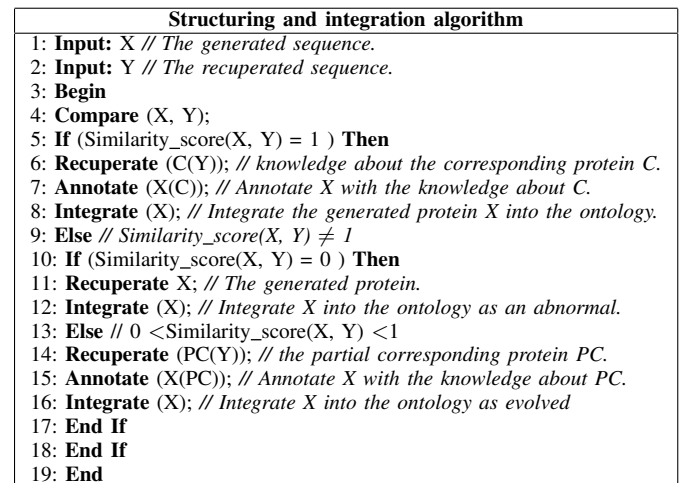 Structuring and integration algorithm
1: Input: X // The generated sequence.
2: Input: Y // The recuperated sequence.
3: Begin
4: Compare (X, Y);
5: If (Similarity_score(X, Y) = 1 ) Then
6: Recuperate (C(Y)); // knowledge about the corresponding protein C.
7: Annotate (X(C)); // Annotate X with the knowledge about C.
8: Integrate (X); // Integrate the generated protein X into the ontology.
9: Else // Similarity_score(X, Y) ≠ 1
10: If (Similarity_score(X, Y) = 0 ) Then
11: Recuperate X; // The generated protein.
12: Integrate (X); // Integrate X into the ontology as an abnormal.
13: Else // 0 <Similarity_score(X, Y) <1
14: Recuperate (PC(Y)); // the partial corresponding protein PC.
15: Annotate (X(PC)); // Annotate X with the knowledge about PC.
16: Integrate (X); // Integrate X into the ontology as evolved
17: End If
18: End If
19: End